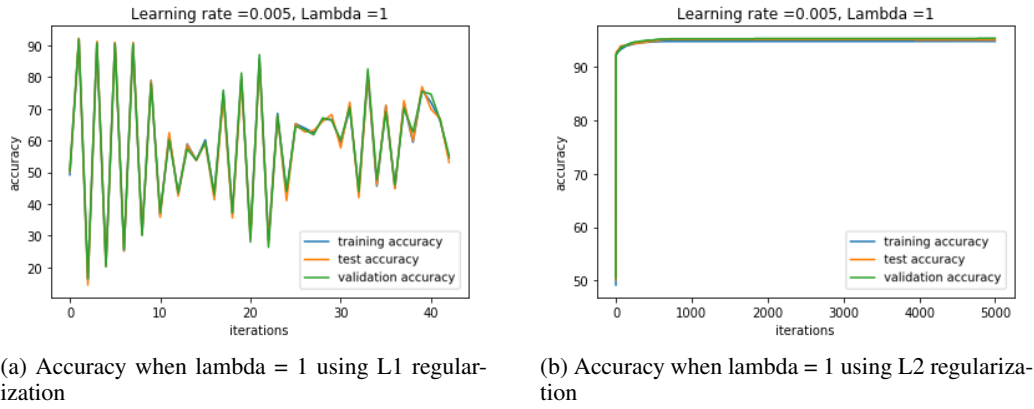 Learning rate =0.005, Lambda =1
90
80
70
60
50
40
30
20
accuracy
training accuracy
test accuracy
validation accuracy
0 10 20 30 40
iterations
(a) Accuracy when lambda = 1 using L1 regular-
ization
Learning rate =0.005, Lambda =1
90
80
70
60
50
accuracy
training accuracy
test accuracy
validation accuracy
0 1000 2000 3000 4000 5000
iterations
(b) Accuracy when lambda = 1 using L2 regulariza-
tion